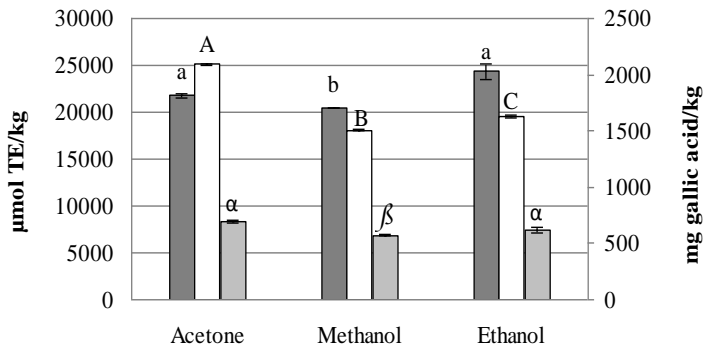 30000
25000
20000
15000
10000
5000
0
µmol TE/kg
2500
2000
1500
1000
500
0
mg gallic acid/kg
a A b B a C
α ß α
Acetone Methanol Ethanol